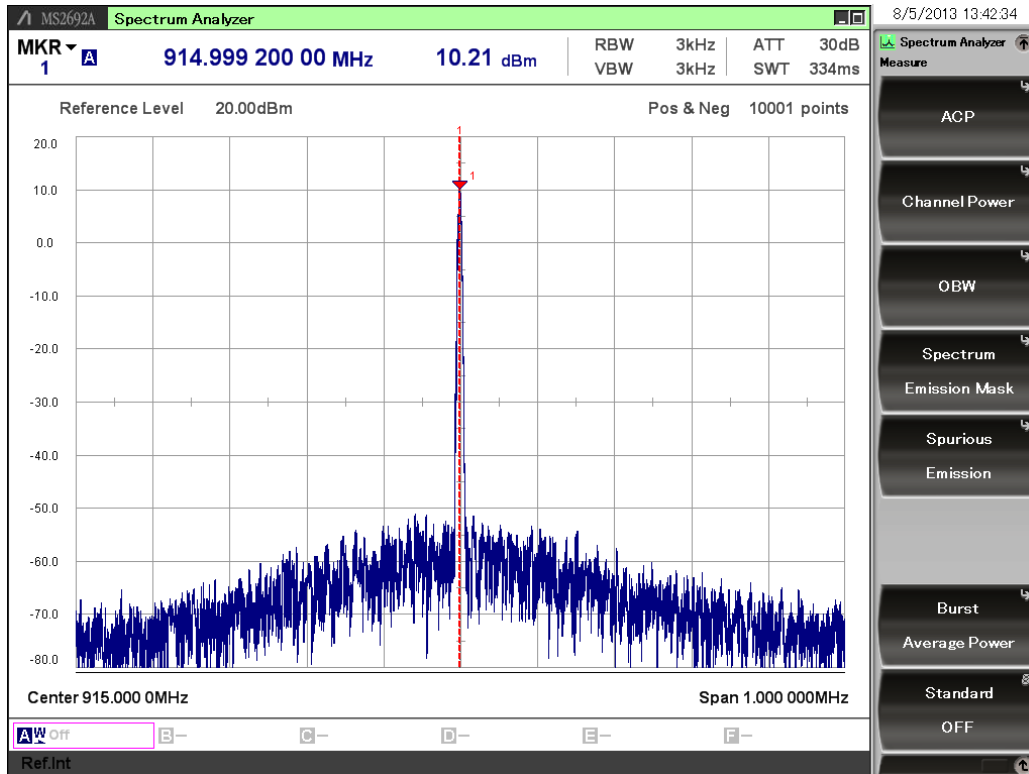 MS2692A Spectrum Analyzer
8/5/2013 13:42:34
MKR 1 A 914.999 200 00 MHz 10.21 dBm
RBW 3kHz ATT 30dB
VBW 3kHz SWT 334ms
Reference Level 20.00dBm Pos & Neg 10001 points
1
1
20.0
10.0
0.0
-10.0
-20.0
-30.0
-40.0
-50.0
-60.0
-70.0
-80.0
Center 915.000 0MHz Span 1.000 000MHz
A W Off B- C- D- E- F-
Ref.Int
Spectrum Analyzer
Measure
ACP
Channel Power
OBW
Spectrum
Emission Mask
Spurious
Emission
Burst
Average Power
Standard
OFF